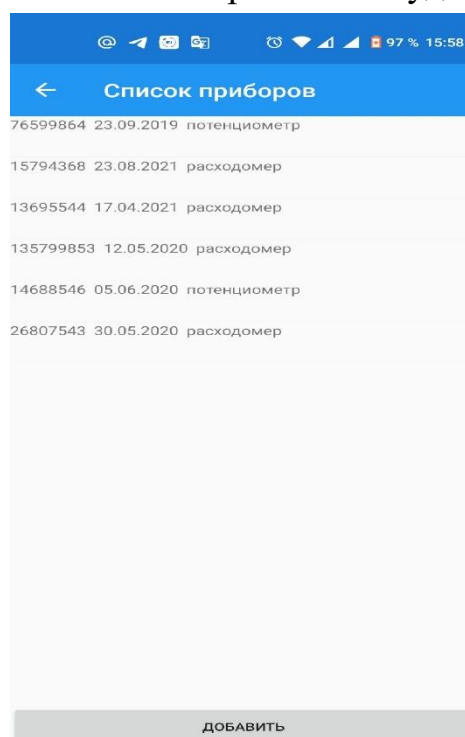 97 % 15:58
Список приборов
76599864 23.09.2019 потенциометр
15794368 23.08.2021 расходомер
13695544 17.04.2021 расходомер
135799853 12.05.2020 расходомер
14688546 05.06.2020 потенциометр
26807543 30.05.2020 расходомер
ДОБАВИТЬ